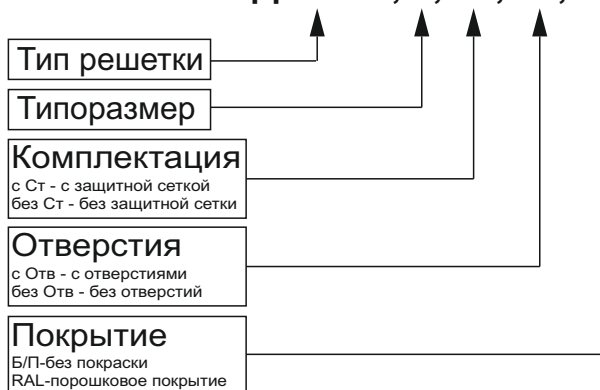 Тип решетки
Типоразмер
Комплектация
с Ст - с защитной сеткой
без Ст - без защитной сетки
Отверстия
с Отв - с отверстиями
без Отв - без отверстий
Покрытие
Б/П-без покраски
RAL-порошковое покрытие